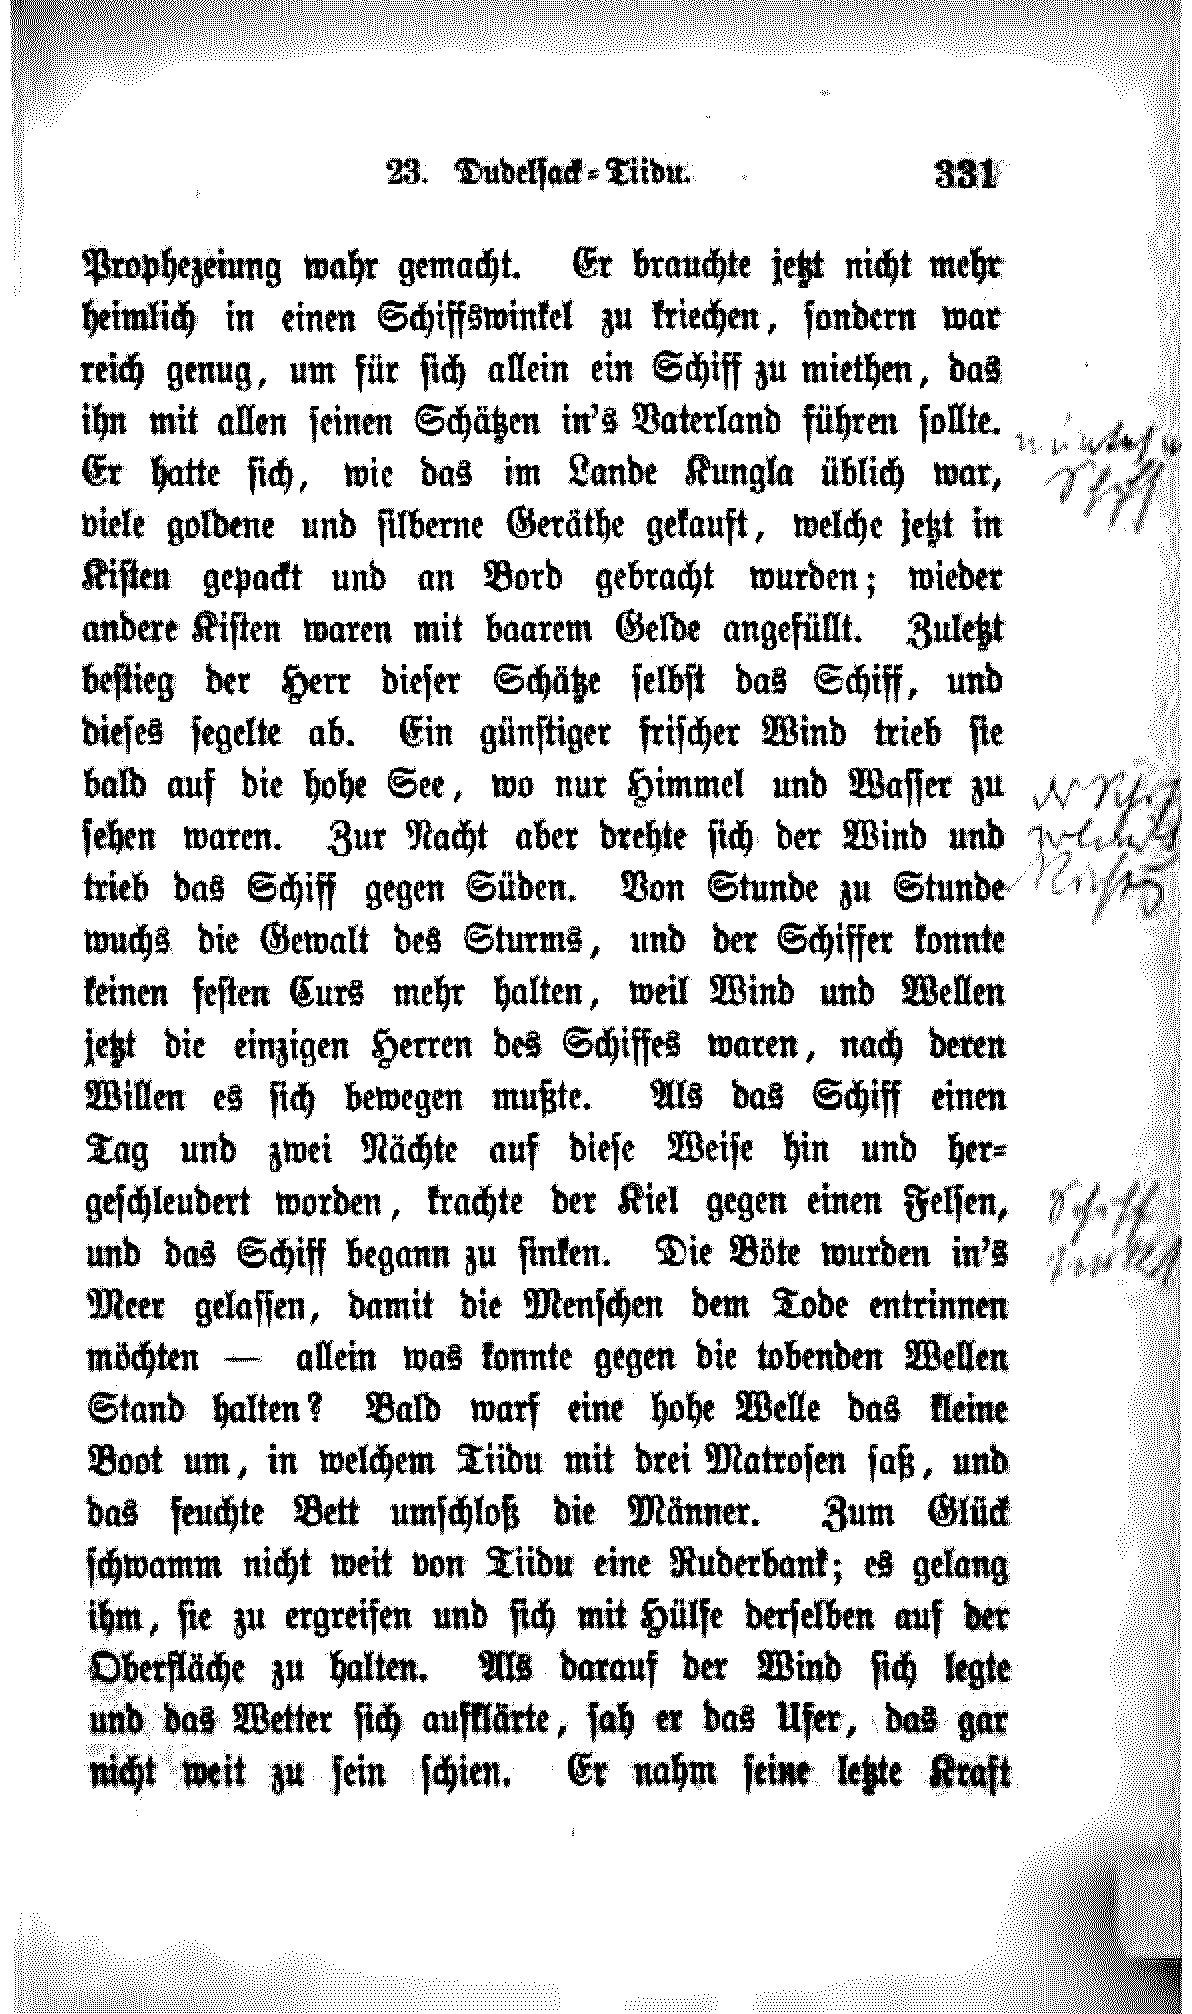 23. Dudelsack-Tiidu. 331
Prophezeiung wahr gemacht. Er brauchte jetzt nicht mehr
heimlich in einen Schiffswinkel zu kriechen, sondern war
reich genug, um für sich allein ein Schiff zu miethen, das
ihn mit allen seinen Schätzen in's Vaterland führen sollte.
Er hatte sich, wie das im Lande Kungla üblich war,
viele goldene und silberne Geräthe gekauft, welche jetzt in
Kisten gepackt und an Bord gebracht wurden; wieder
andere Kisten waren mit baarem Gelde angefüllt. Zuletzt
bestieg der Herr dieser Schätze selbst das Schiff, und
dieses segelte ab. Ein günstiger frischer Wind trieb sie
bald auf die hohe See, wo nur Himmel und Wasser zu
sehen waren. Zur Nacht aber drehte sich der Wind und
trieb das Schiff gegen Süden. Von Stunde zu Stunde
wuchs die Gewalt des Sturms, und der Schiffer konnte
keinen festen Curs mehr halten, weil Wind und Wellen
jetzt die einzigen Herren des Schiffes waren, nach deren
Willen es sich bewegen mußte. Als das Schiff einen
Tag und zwei Nächte auf diese Weise hin und her-
geschleudert worden, krachte der Kiel gegen einen Felsen,
und das Schiff begann zu sinken. Die Böte wurden in's
Meer gelassen, damit die Menschen dem Tode entrinnen
möchten — allein was konnte gegen die tobenden Wellen
Stand halten? Bald warf eine hohe Welle das kleine
Boot um, in welchem Tiidu mit drei Matrosen saß, und
das feuchte Bett umschloß die Männer. Zum Glück
schwamm nicht weit von Tiidu eine Ruderbank; es gelang
ihm, sie zu ergreifen und sich mit Hülfe derselben auf der
Oberfläche zu halten. Als darauf der Wind sich legte
und das Wetter sich aufklärte, sah er das Ufer, das gar
nicht weit zu sein schien. Er nahm seine letzte Kraft